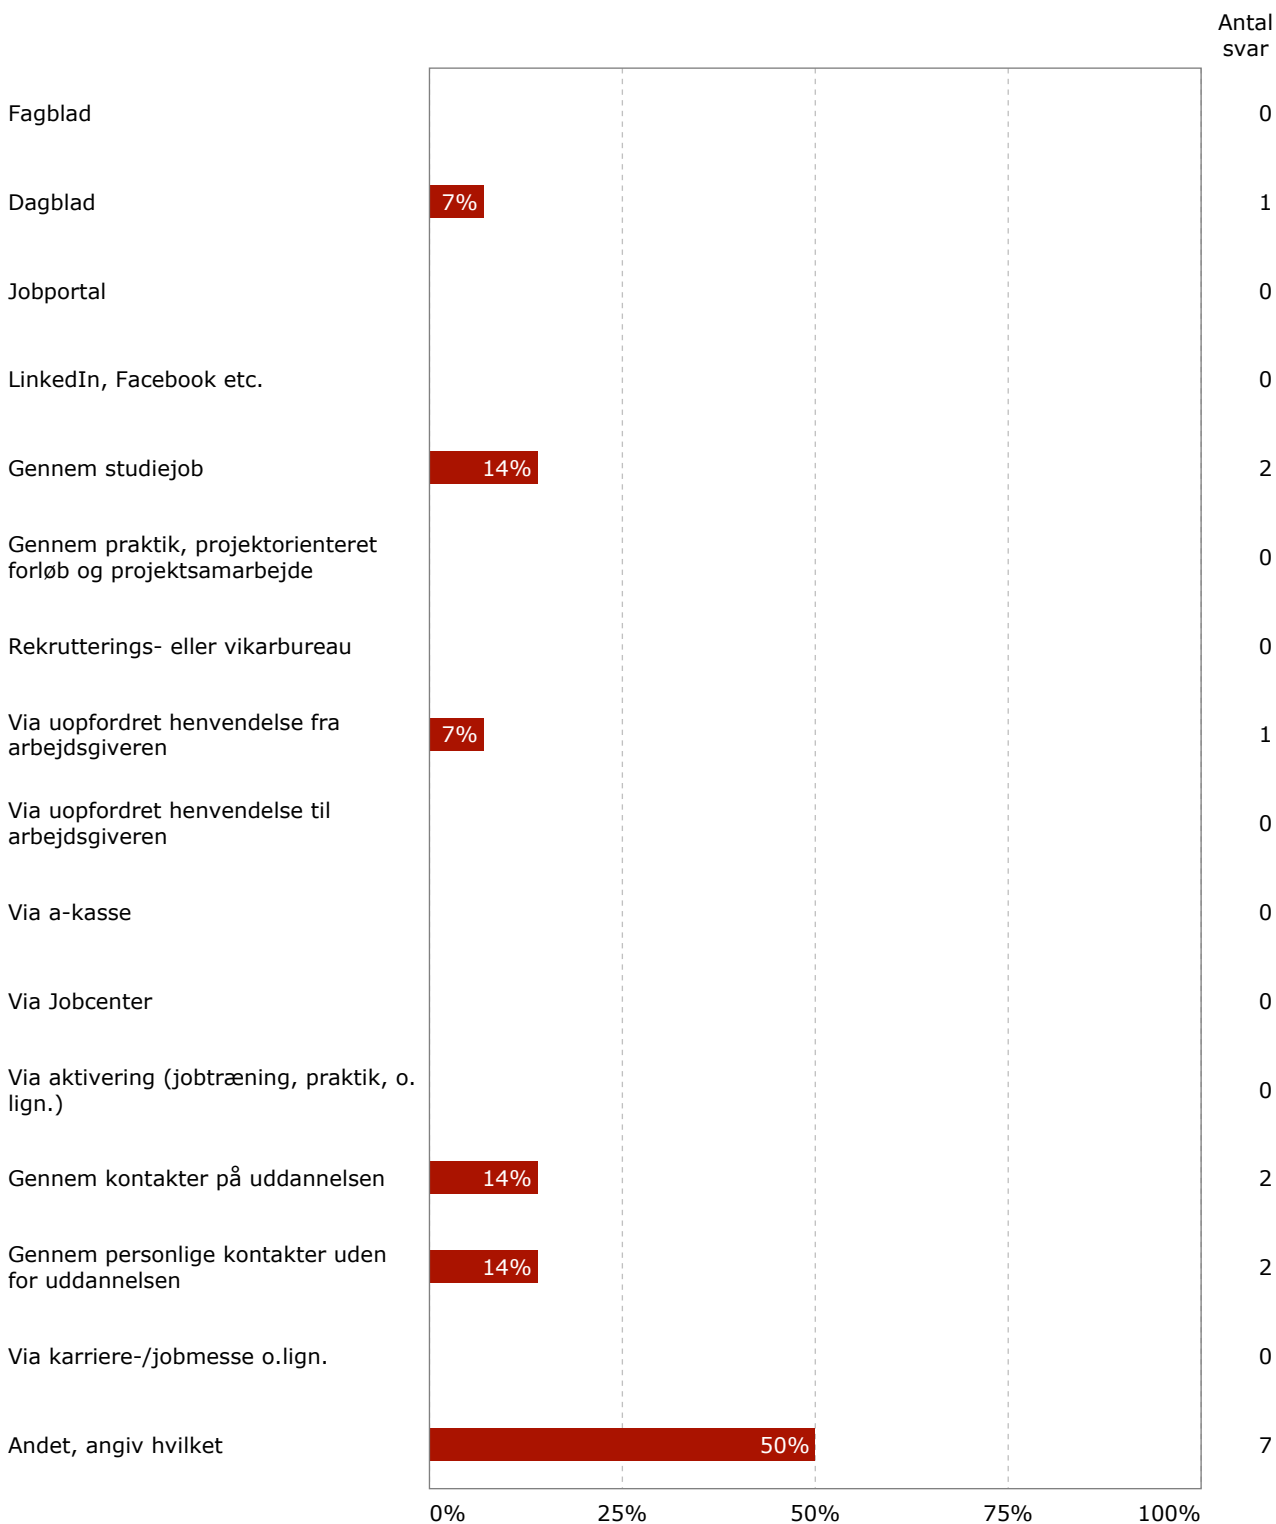 Antal
svar
Fagblad 0
Dagblad 7% 1
Jobportal 0
LinkedIn, Facebook etc. 0
Gennem studiejob 14% 2
Gennem praktik, projektorienteret
forløb og projektsamarbejde 0
Rekrutterings- eller vikarbureau 0
Via uopfordret henvendelse fra
arbejdsgiveren 7% 1
Via uopfordret henvendelse til
arbejdsgiveren 0
Via a-kasse 0
Via Jobcenter 0
Via aktivering (jobtræning, praktik, o.
lign.) 0
Gennem kontakter på uddannelsen 14% 2
Gennem personlige kontakter uden
for uddannelsen 14% 2
Via karriere-/jobmesse o.lign. 0
Andet, angiv hvilket 50% 7
0% 25% 50% 75% 100%